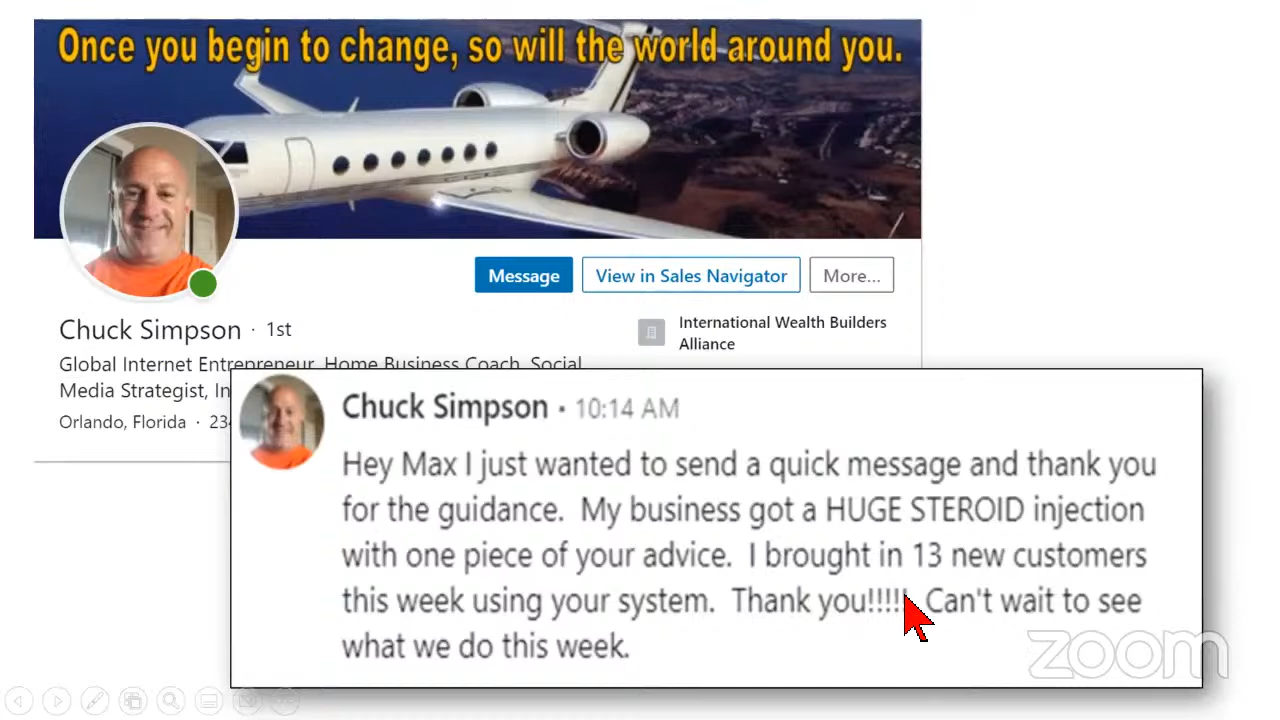 Once you begin to change, so will the world around you.
Message
View in Sales Navigator
More...
Chuck Simpson · 1st
International Wealth Builders
Alliance
Global Internet Entrepreneur, Home Business Coach, Social
Media Strategist, In
Orlando, Florida · 234
Chuck Simpson • 10:14 AM
Hey Max I just wanted to send a quick message and thank you
for the guidance. My business got a HUGE STEROID injection
with one piece of your advice. I brought in 13 new customers
this week using your system. Thank you!!!!! Can't wait to see
what we do this week.
zoom